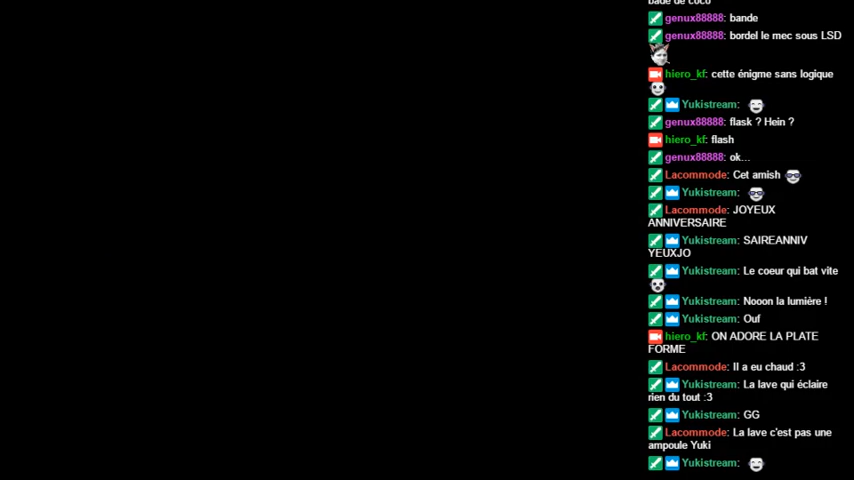 bade de coco
genux88888: bande
genux88888: bordel le mec sous LSD
hiero_kf: cette énigme sans logique
Yukistream:
genux88888: flask ? Hein ?
hiero_kf: flash
genux88888: ok...
Lacommode: Cet amish
Yukistream:
Lacommode: JOYEUX
ANNIVERSAIRE
Yukistream: SAIREANNIV
YEUXJO
Yukistream: Le coeur qui bat vite
Yukistream: Nooon la lumière !
Yukistream: Ouf
hiero_kf: ON ADORE LA PLATE
FORME
Lacommode: Il a eu chaud :3
Yukistream: La lave qui éclaire
rien du tout :3
Yukistream: GG
Lacommode: La lave c'est pas une
ampoule Yuki
Yukistream: